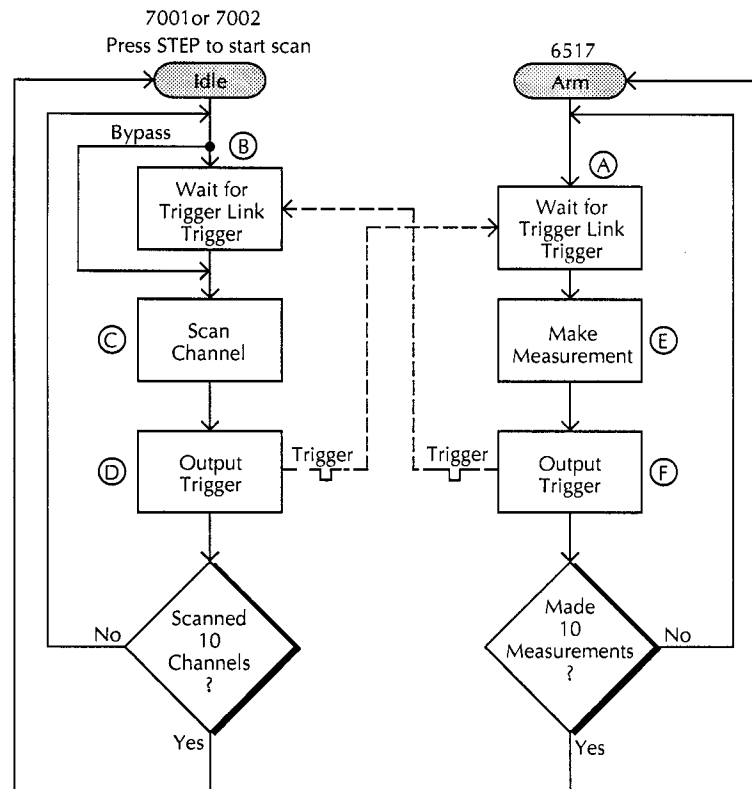 7001 or 7002
Press STEP to start scan
Idle
Bypass
B
Wait for
Trigger Link
Trigger
C
Scan
Channel
D
Output
Trigger
Trigger
Scanned
10
Channels
?
No
Yes
6517
Arm
A
Wait for
Trigger Link
Trigger
E
Make
Measurement
Trigger
Output
Trigger
F
Made
10
Measurements
?
No
Yes